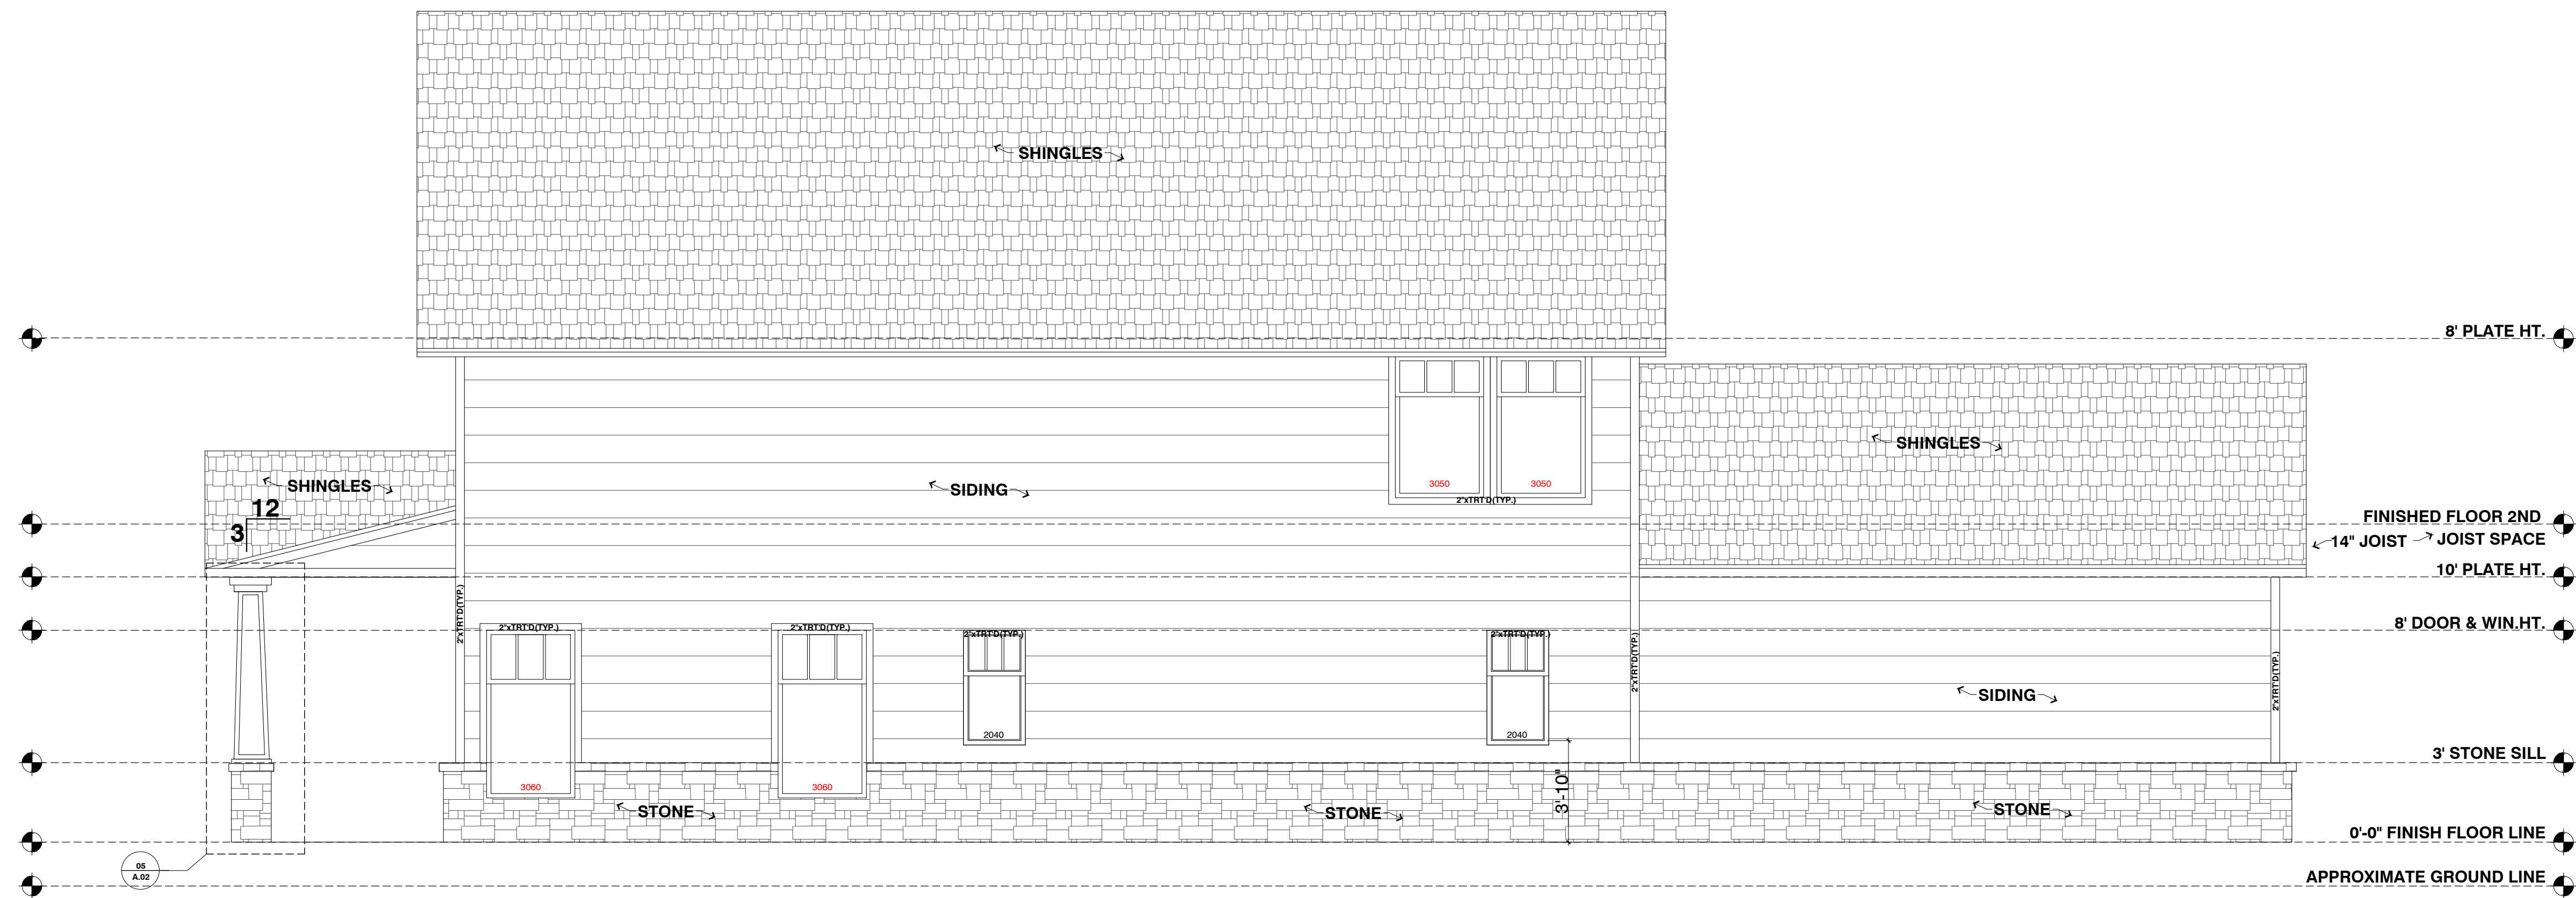 SHINGLES
8' PLATE HT.
SHINGLES
3050
3050
2"xTRT'D(TYP.)
SIDING
SHINGLES
12
3
FINISHED FLOOR 2ND
14" JOIST
JOIST SPACE
10' PLATE HT.
2"xTRT'D(TYP.)
2"xTRT'D(TYP.)
2"xTRT'D(TYP.)
2"xTRT'D(TYP.)
2"xTRT'D(TYP.)
2"xTRT'D(TYP.)
2"xTRT'D(TYP.)
8' DOOR & WIN.HT.
SIDING
2040
2040
3' STONE SILL
3060
3060
3'-10"
STONE
STONE
STONE
0'-0" FINISH FLOOR LINE
05
A.02
APPROXIMATE GROUND LINE